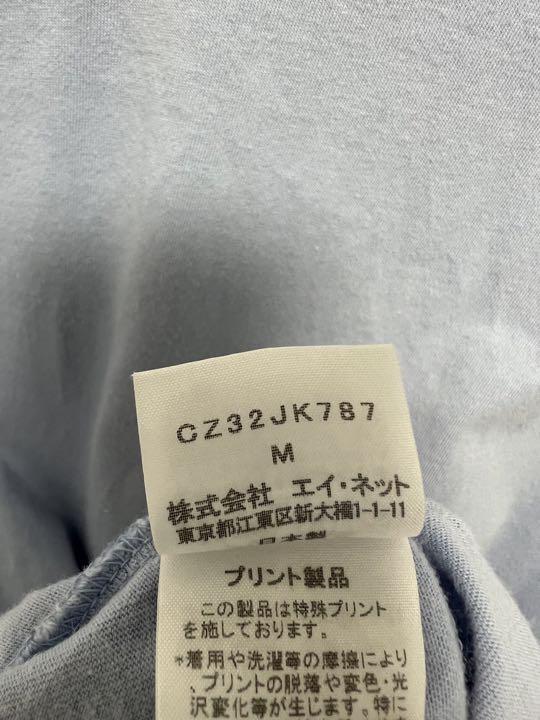 CZ32JK787
M
株式会社 エイ・ネット
東京都江東区新大橋1-1-11
日本製
プリント製品
この製品は特殊プリント
を施しております。
*着用や洗濯等の摩擦により
、プリントの脱落や変色・光
沢変化等が生じます。特に